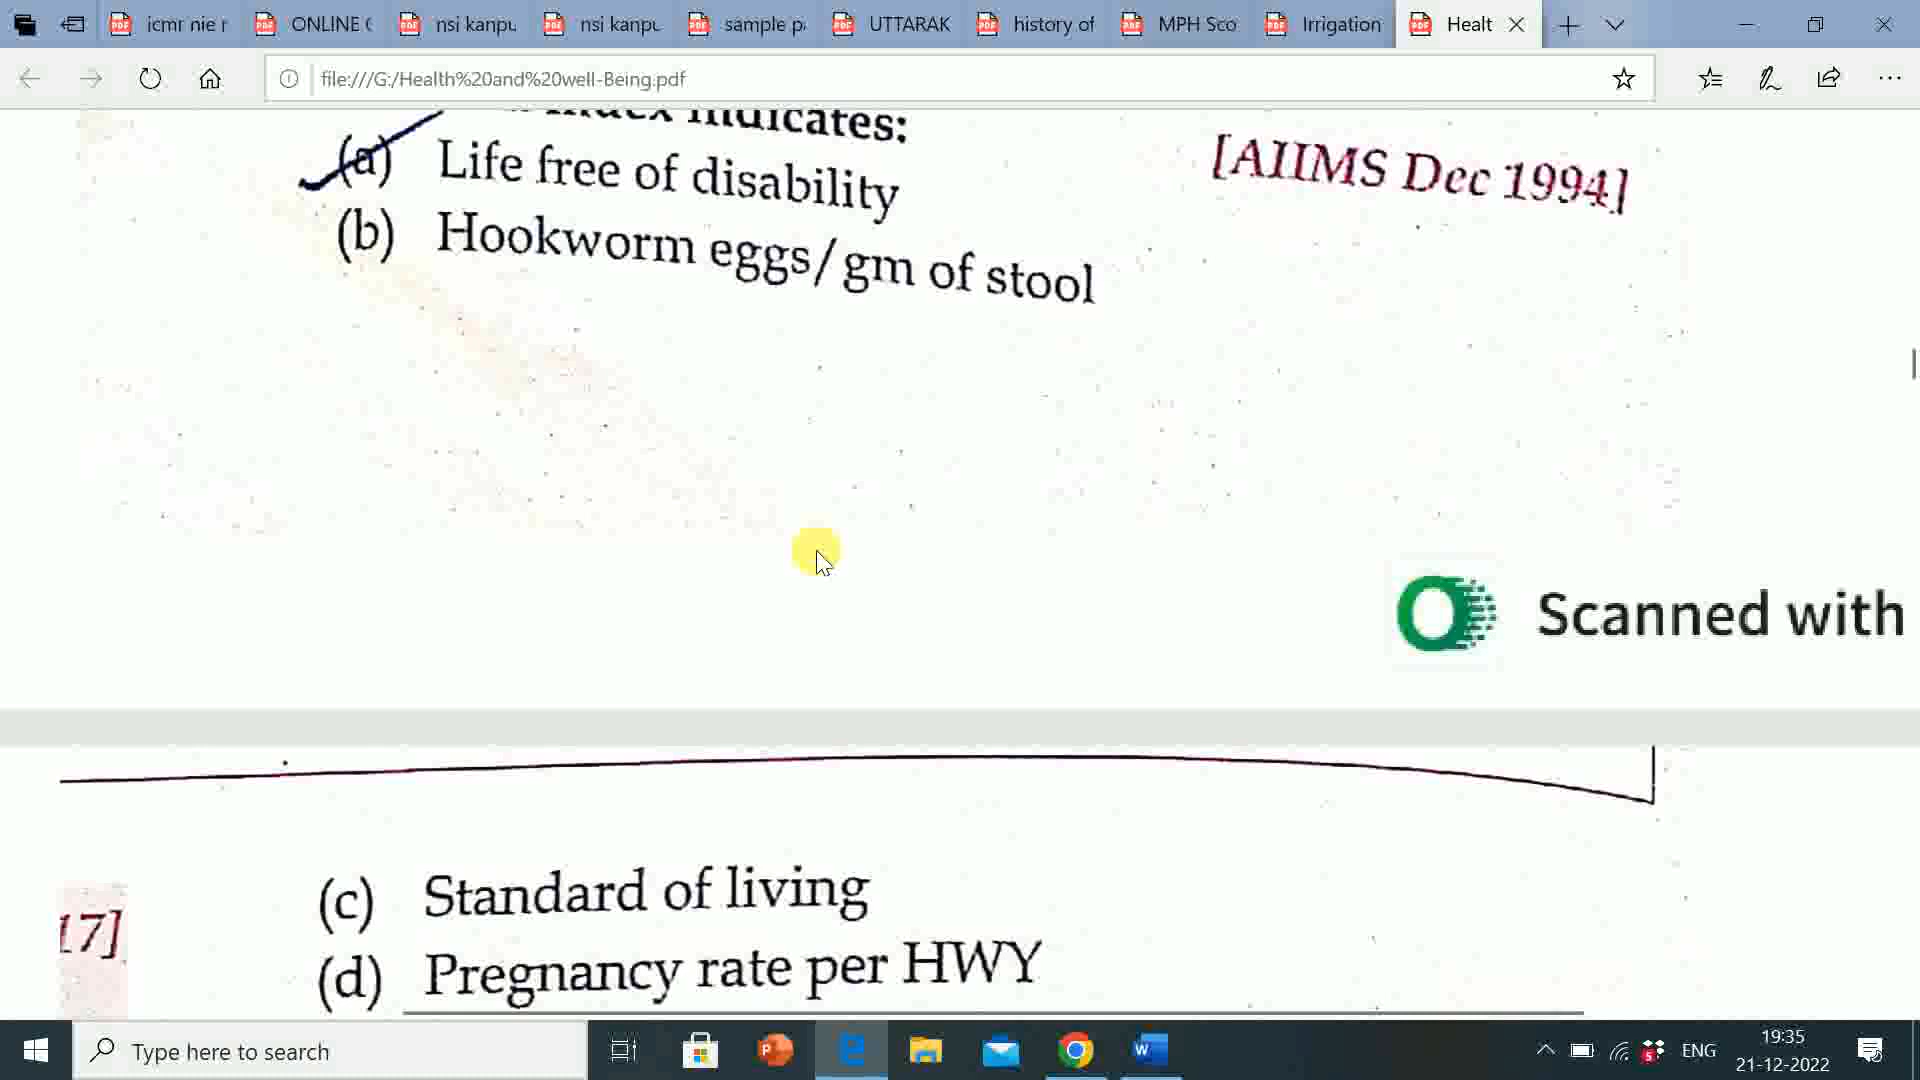 icmr nie r
ONLINE (
nsi kanpu
nsi kanpu
sample p
UTTARAK
history of
MPH Sco
Irrigation
Healt
file:///G:/Health%20and%20well-Being.pdf
indicates:
(a) Life free of disability
[AIIMS Dec 1994]
(b) Hookworm eggs/gm of stool
Scanned with
17]
(c) Standard of living
(d) Pregnancy rate per HWY
Type here to search
ENG
19:35
21-12-2022